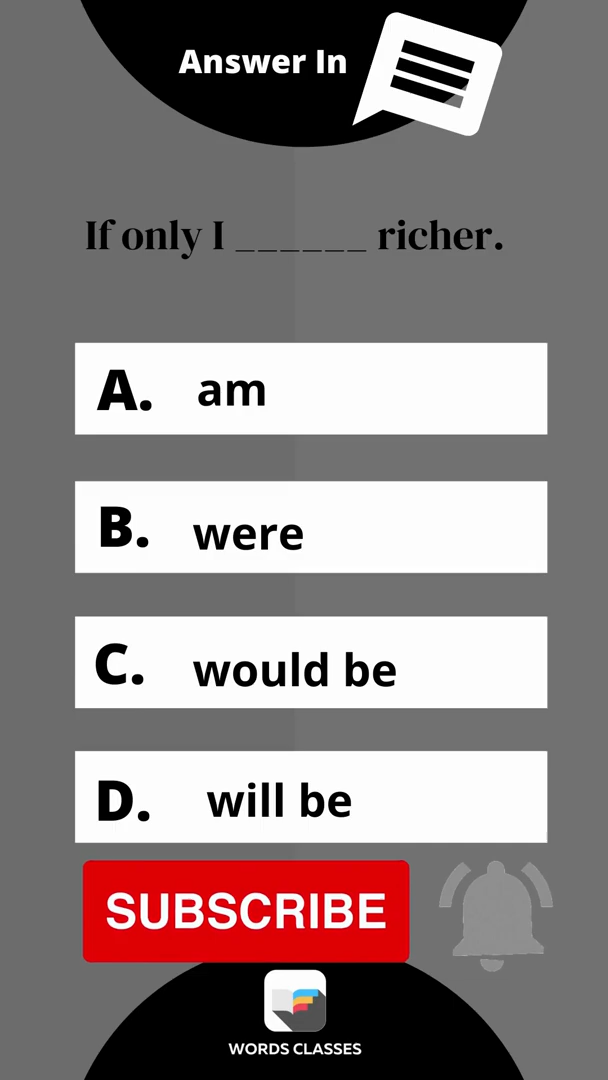 Answer In
If only I ______ richer.
A. am
B. were
C. would be
D. will be
SUBSCRIBE
WORDS CLASSES